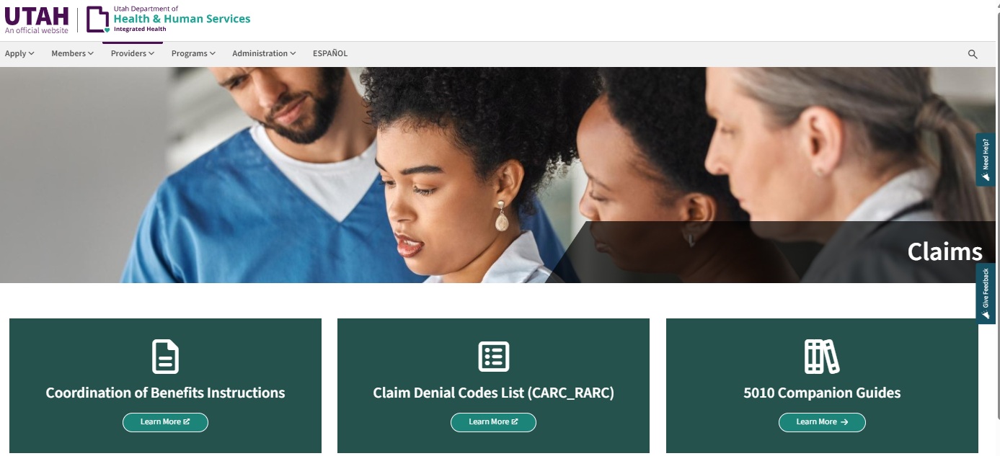 UTAH
An official website
Utah Department of
Health & Human Services
Integrated Health
Apply
Members
Providers
Programs
Administration
ESPAÑOL
Need Help?
Claims
Give Feedback
Coordination of Benefits Instructions
Learn More
Claim Denial Codes List (CARC_RARC)
Learn More
5010 Companion Guides
Learn More